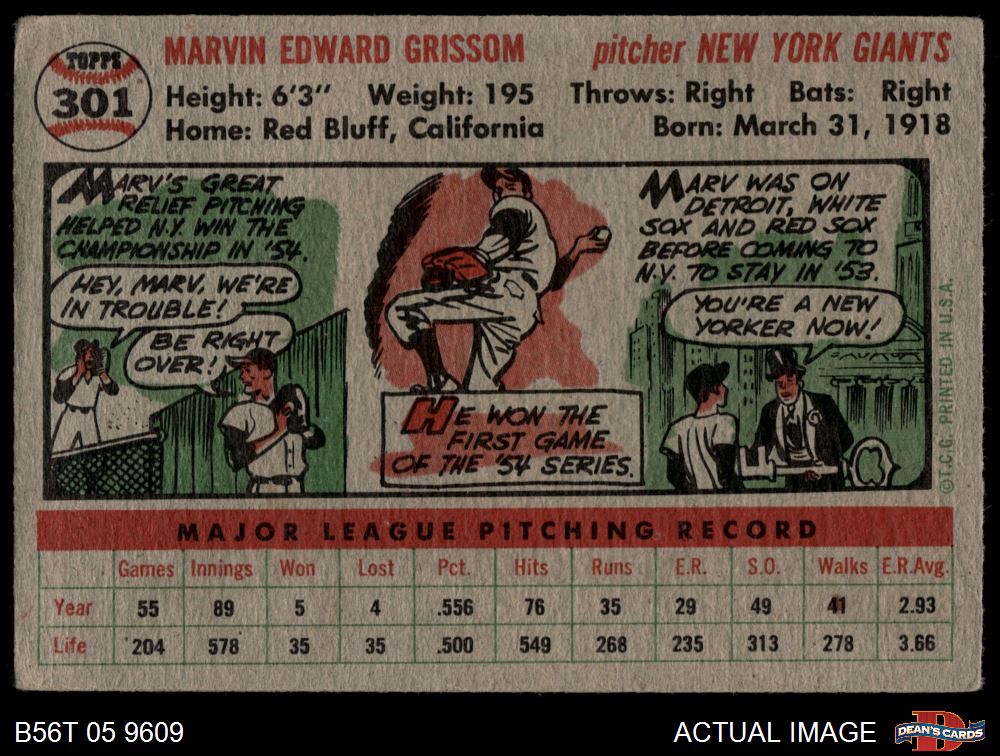 TOPPS
301
MARVIN EDWARD GRISSOM
pitcher NEW YORK GIANTS
Height: 6'3" Weight: 195 Throws: Right Bats: Right
Home: Red Bluff, California Born: March 31, 1918
MARV'S GREAT
RELIEF PITCHING
HELPED N.Y. WIN THE
CHAMPIONSHIP IN '54.
HEY, MARV, WE'RE
IN TROUBLE!
BE RIGHT
OVER!
HE WON THE
FIRST GAME
OF THE '54 SERIES.
MARV WAS ON
DETROIT, WHITE
SOX AND RED SOX
BEFORE COMING TO
N.Y. TO STAY IN '53.
YOU'RE A NEW
YORKER NOW!
© T.C.G. PRINTED IN U.S.A.
MAJOR LEAGUE PITCHING RECORD
Games Innings Won Lost Pct. Hits Runs E.R. S.O. Walks E.R.Avg.
Year 55 89 5 4 .556 76 35 29 49 41 2.93
Life 204 578 35 35 .500 549 268 235 313 278 3.66
B56T 05 9609
ACTUAL IMAGE
DEAN'S CARDS